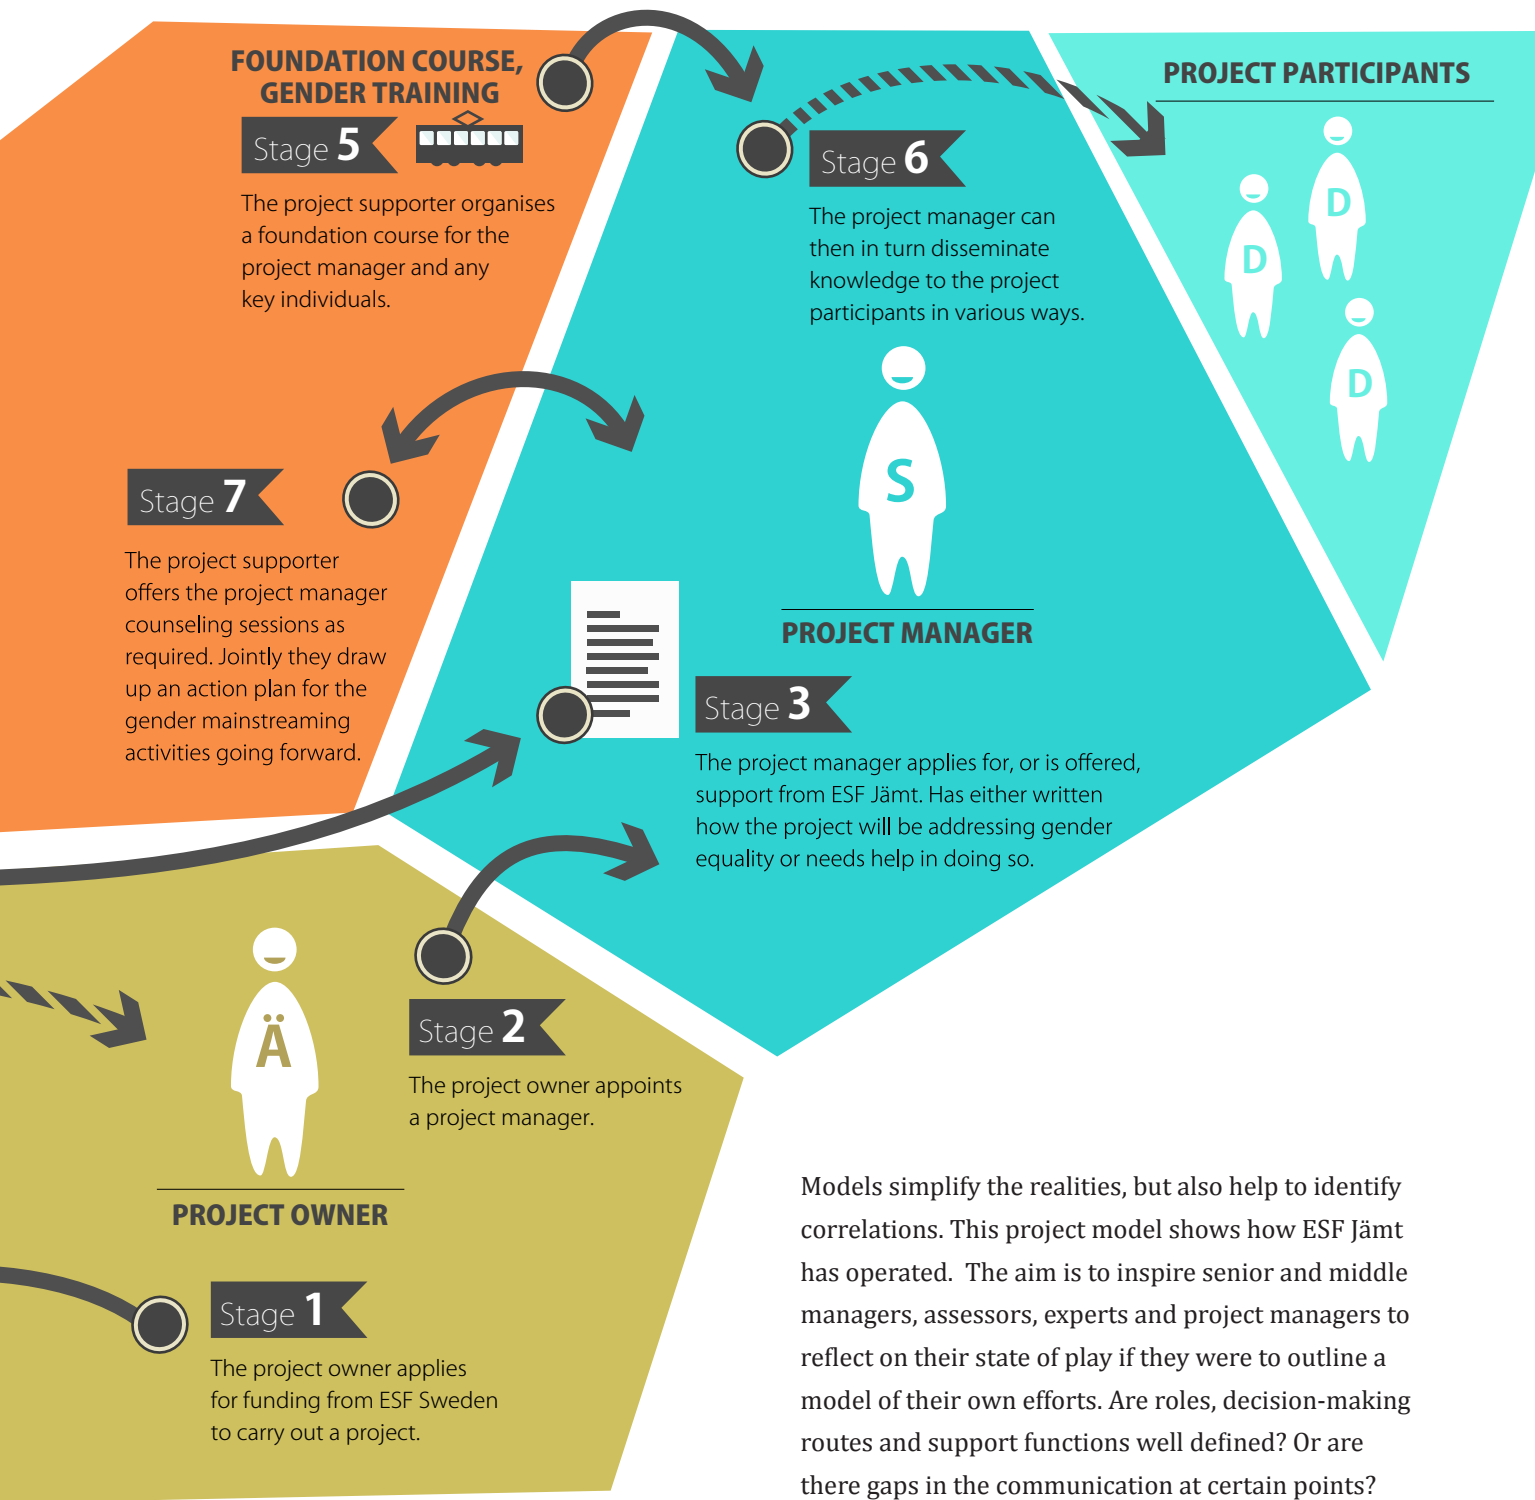 FOUNDATION COURSE,
GENDER TRAINING
Stage 5
The project supporter organises
a foundation course for the
project manager and any
key individuals.
Stage 6
The project manager can
then in turn disseminate
knowledge to the project
participants in various ways.
PROJECT PARTICIPANTS
D
D
D
S
PROJECT MANAGER
Stage 7
The project supporter
offers the project manager
counseling sessions as
required. Jointly they draw
up an action plan for the
gender mainstreaming
activities going forward.
Stage 3
The project manager applies for, or is offered,
support from ESF Jämt. Has either written
how the project will be addressing gender
equality or needs help in doing so.
Ä
PROJECT OWNER
Stage 2
The project owner appoints
a project manager.
Stage 1
The project owner applies
for funding from ESF Sweden
to carry out a project.
Models simplify the realities, but also help to identify
correlations. This project model shows how ESF Jämt
has operated.  The aim is to inspire senior and middle
managers, assessors, experts and project managers to
reflect on their state of play if they were to outline a
model of their own efforts. Are roles, decision-making
routes and support functions well defined? Or are
there gaps in the communication at certain points?